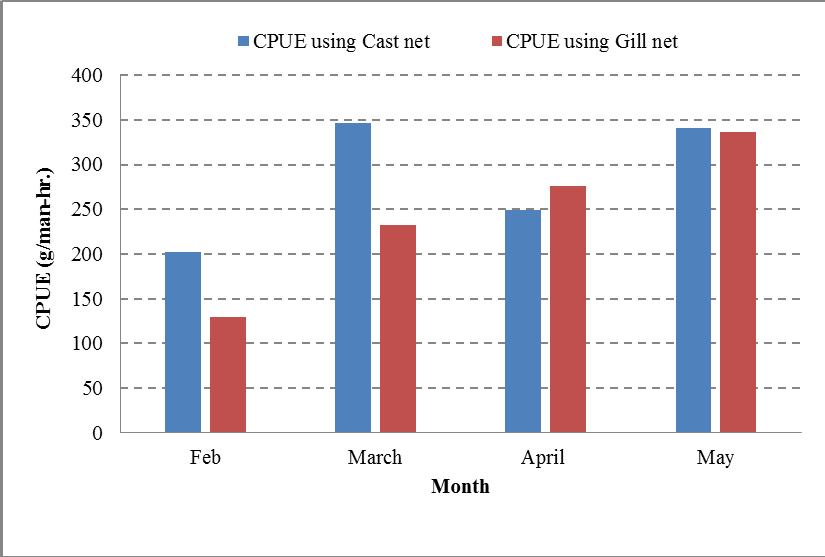 CPUE using Cast net CPUE using Gill net
400
350
300
250
200
150
100
50
0
CPUE (g/man-hr.)
Feb March April May
Month